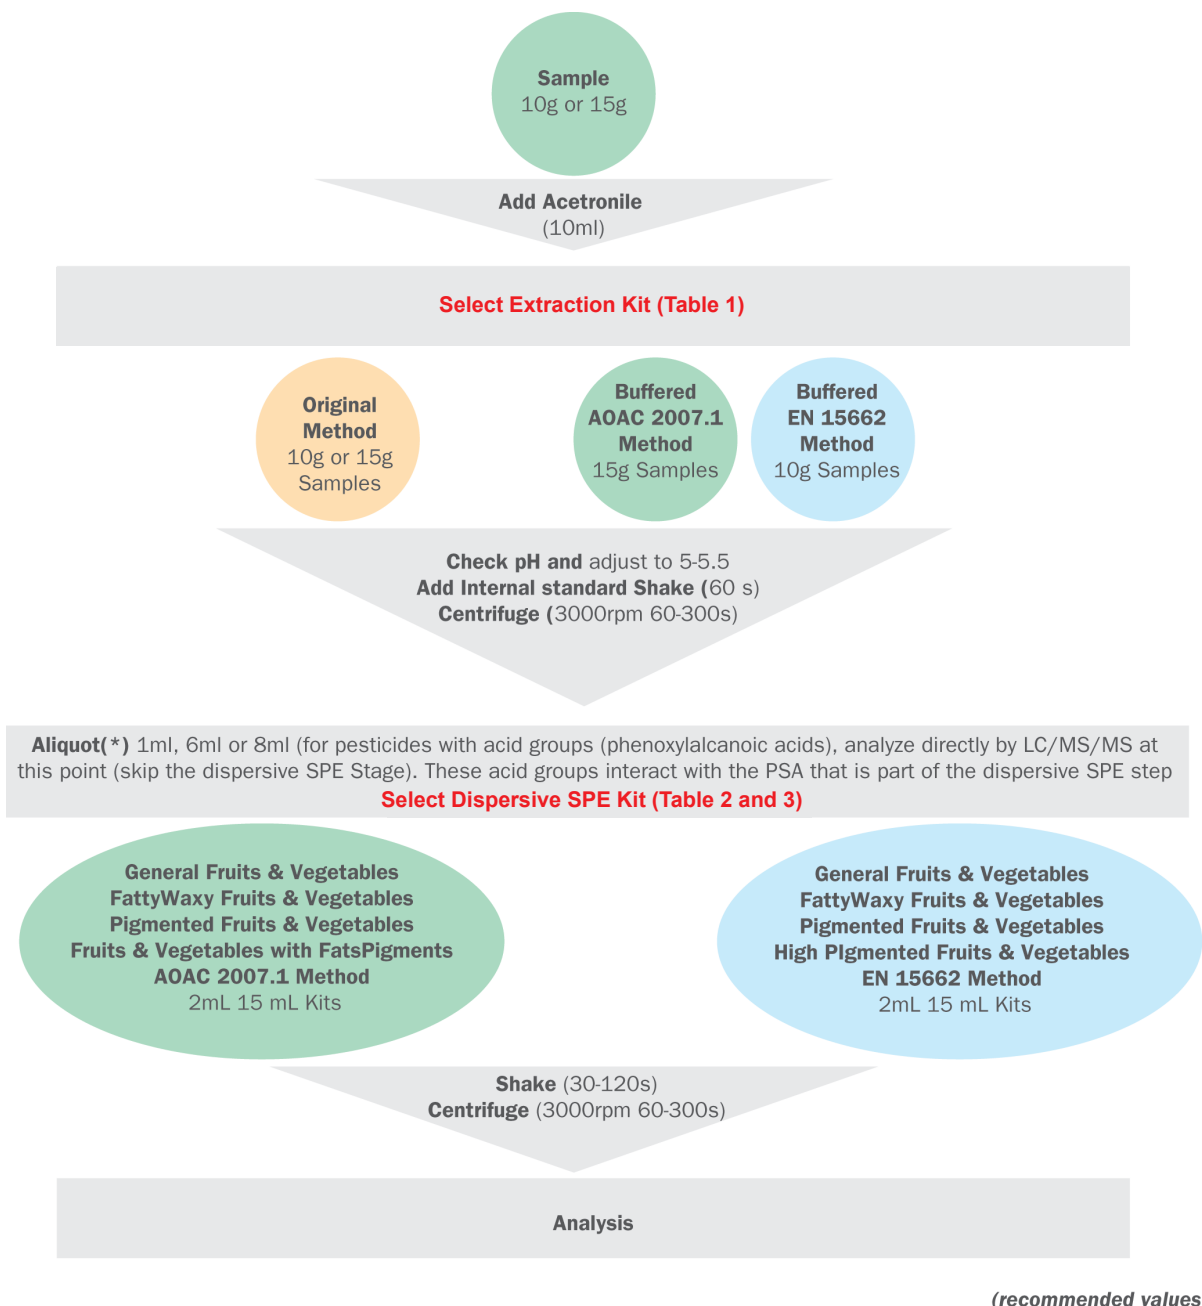 Sample
10g or 15g
Add Acetronile
(10ml)
Select Extraction Kit (Table 1)
Original
Method
10g or 15g
Samples
Buffered
AOAC 2007.1
Method
15g Samples
Buffered
EN 15662
Method
10g Samples
Check pH and adjust to 5-5.5
Add Internal standard Shake (60 s)
Centrifuge (3000rpm 60-300s)
Aliquot(*) 1ml, 6ml or 8ml (for pesticides with acid groups (phenoxylalcanoic acids), analyze directly by LC/MS/MS at
this point (skip the dispersive SPE Stage). These acid groups interact with the PSA that is part of the dispersive SPE step
Select Dispersive SPE Kit (Table 2 and 3)
General Fruits & Vegetables
FattyWaxy Fruits & Vegetables
Pigmented Fruits & Vegetables
Fruits & Vegetables with FatsPigments
AOAC 2007.1 Method
2mL 15 mL Kits
General Fruits & Vegetables
FattyWaxy Fruits & Vegetables
Pigmented Fruits & Vegetables
High PIgmented Fruits & Vegetables
EN 15662 Method
2mL 15 mL Kits
Shake (30-120s)
Centrifuge (3000rpm 60-300s)
Analysis
(recommended values